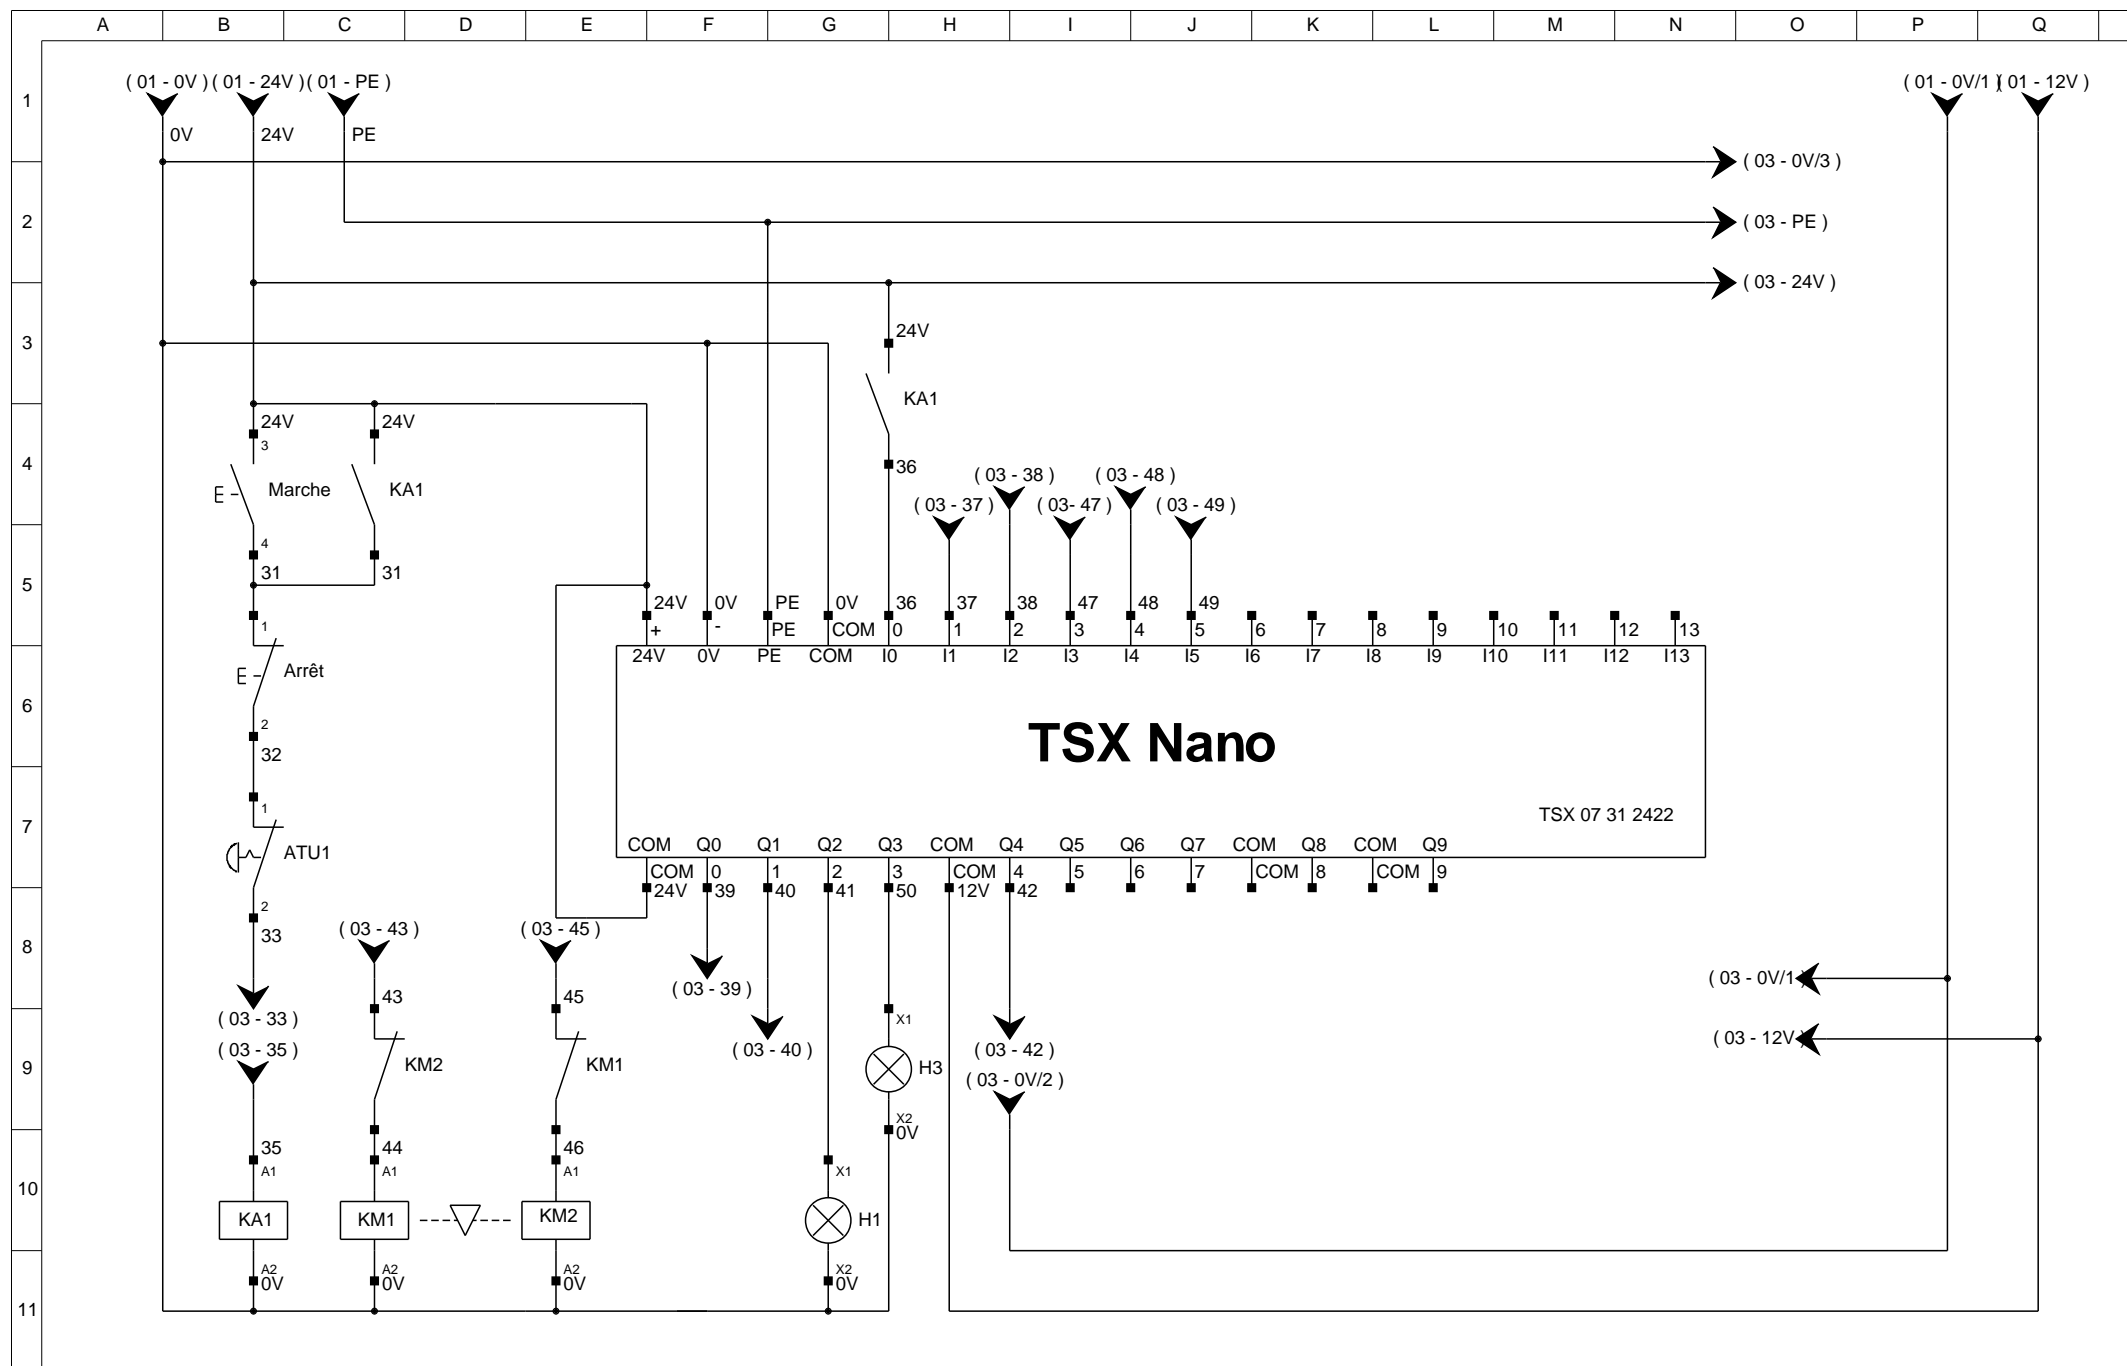 A B C D E F G H I J K L M N O P Q
( 01 - 0V ) ( 01 - 24V ) ( 01 - PE ) ( 01 - 0V/1 ) ( 01 - 12V )
1
0V 24V PE
( 03 - 0V/3 )
2 ( 03 - PE )
( 03 - 24V )
24V
3
KA1
24V 24V
3
4 36
( 03 - 38 ) ( 03 - 48 )
Marche KA1
( 03 - 37 ) ( 03- 47 ) ( 03 - 49 )
4
31 31
5
24V 0V PE 0V 36 37 38 47 48 49
+ - PE COM 0 1 2 3 4 5 6 7 8 9 10 11 12 13
1
24V 0V PE COM I0 I1 I2 I3 I4 I5 I6 I7 I8 I9 I10 I11 I12 I13
Arrêt
6
2
TSX Nano
32
1
TSX 07 31 2422
7
COM Q0 Q1 Q2 Q3 COM Q4 Q5 Q6 Q7 COM Q8 COM Q9
ATU1
COM 0 1 2 3 COM 4 5 6 7 COM 8 COM 9
24V 39 40 41 50 12V 42
2
33 ( 03 - 43 ) ( 03 - 45 )
8
( 03 - 0V/1 )
( 03 - 39 )
43 45
( 03 - 33 ) X1
( 03 - 12V )
( 03 - 35 ) ( 03 - 40 ) ( 03 - 42 )
9 KM2 KM1 H3
( 03 - 0V/2 )
X2
0V
35 44 46
A1 A1 A1 X1
10
KA1 KM1 KM2 H1
A2 A2 A2 X2
0V 0V 0V 0V
11